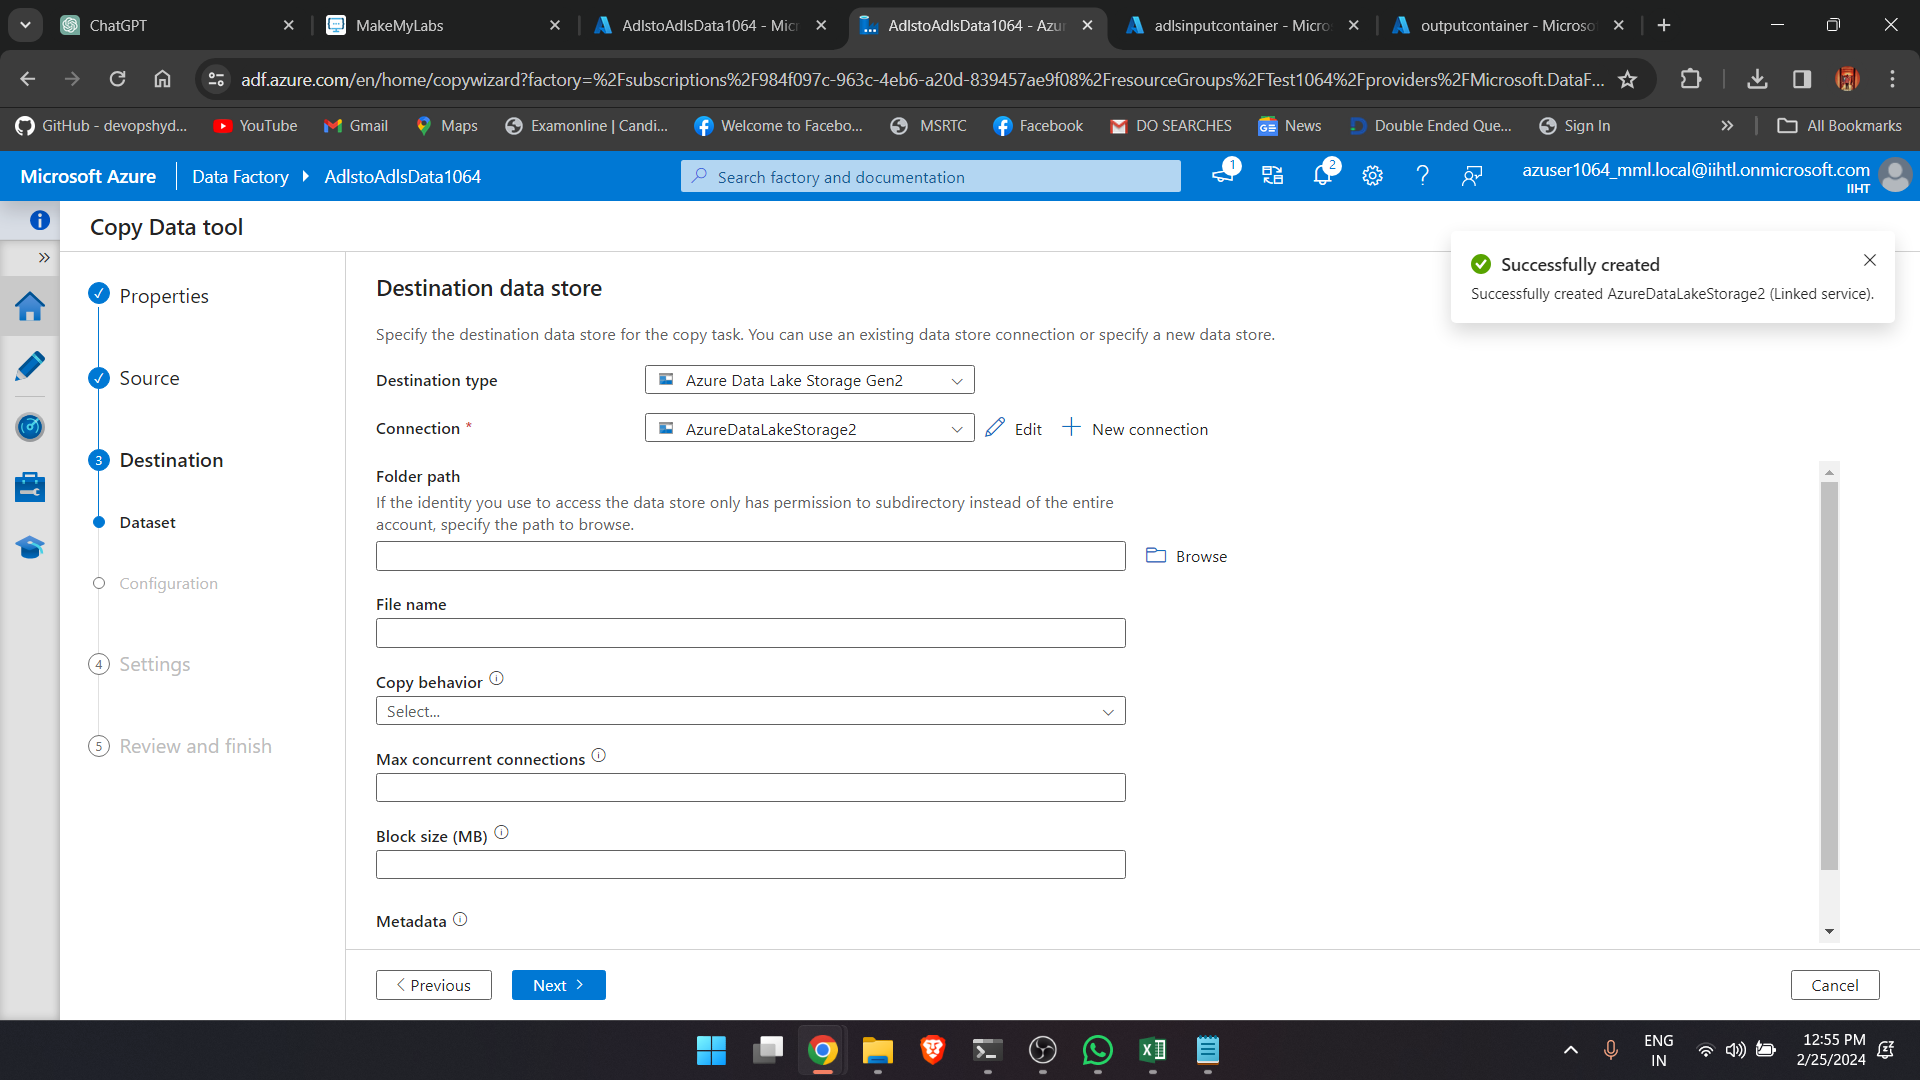 ChatGPT
MakeMyLabs
AdlstoAdlsData1064 - Micr
AdlstoAdlsData1064 - Azur
adlsinputcontainer - Micro
outputcontainer - Microso
adf.azure.com/en/home/copywizard?factory=%2Fsubscriptions%2F984f097c-963c-4eb6-a20d-839457ae9f08%2FresourceGroups%2FTest1064%2Fproviders%2FMicrosoft.DataF...
GitHub - devopshyd...
YouTube
Gmail
Maps
Examonline | Candi...
Welcome to Facebo...
MSRTC
Facebook
DO SEARCHES
News
Double Ended Que...
Sign In
All Bookmarks
Microsoft Azure
Data Factory
AdlstoAdlsData1064
Search factory and documentation
1
2
azuser1064_mml.local@iihtl.onmicrosoft.com
IIHT
Copy Data tool
Successfully created
Successfully created AzureDataLakeStorage2 (Linked service).
Properties
Source
3 Destination
Dataset
Configuration
4 Settings
5 Review and finish
Destination data store
Specify the destination data store for the copy task. You can use an existing data store connection or specify a new data store.
Destination type
Azure Data Lake Storage Gen2
Connection *
AzureDataLakeStorage2
Edit
New connection
Folder path
If the identity you use to access the data store only has permission to subdirectory instead of the entire
account, specify the path to browse.
Browse
File name
Copy behavior
Select...
Max concurrent connections
Block size (MB)
Metadata
Previous
Next
Cancel
ENG
IN
12:55 PM
2/25/2024